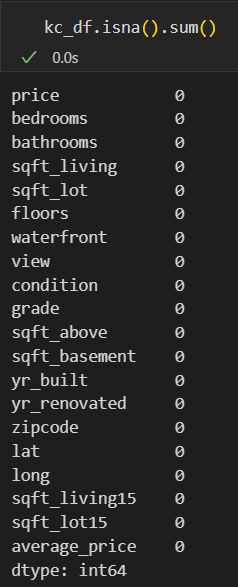 kc_df.isna().sum()
✓ 0.0s
price 0
bedrooms 0
bathrooms 0
sqft_living 0
sqft_lot 0
floors 0
waterfront 0
view 0
condition 0
grade 0
sqft_above 0
sqft_basement 0
yr_built 0
yr_renovated 0
zipcode 0
lat 0
long 0
sqft_living15 0
sqft_lot15 0
average_price 0
dtype: int64